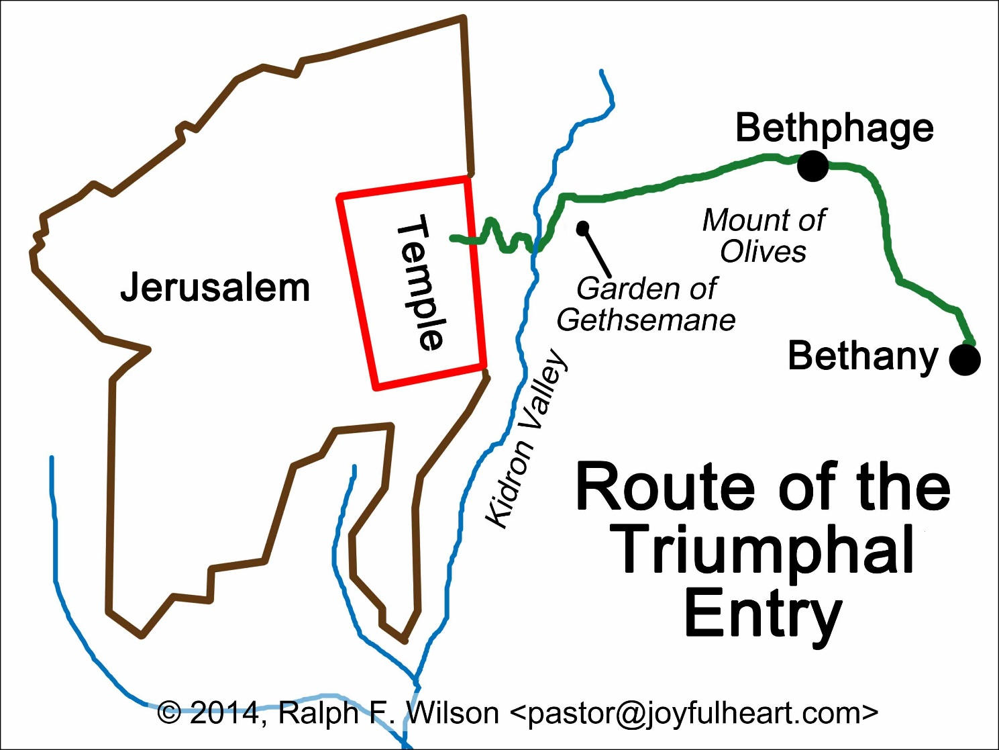 Bethphage
Mount of
Olives
Jerusalem
Temple
Garden of
Gethsemane
Bethany
Kidron Valley
Route of the
Triumphal
Entry
© 2014, Ralph F. Wilson <pastor@joyfulheart.com>